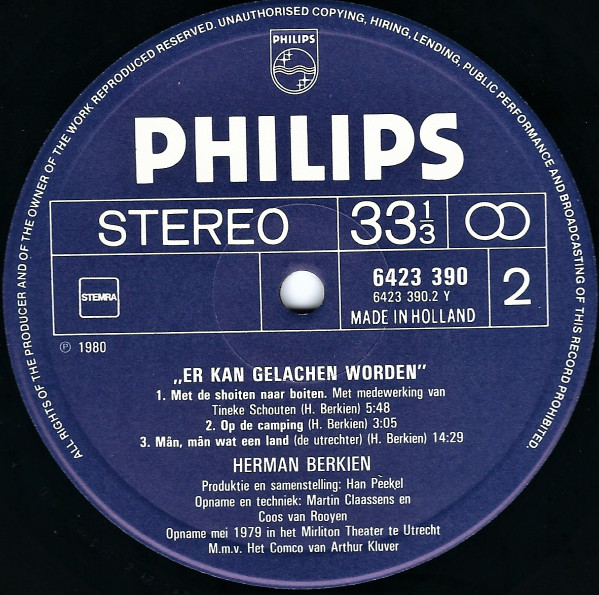 ALL RIGHTS OF THE PRODUCER AND OF THE OWNER OF THE WORK REPRODUCED RESERVED. UNAUTHORISED COPYING, HIRING, LENDING, PUBLIC PERFORMANCE AND BROADCASTING OF THIS RECORD PROHIBITED.
PHILIPS
PHILIPS
STEREO
33 1/3
STEMRA
6423 390
6423 390.2 Y
MADE IN HOLLAND
2
℗ 1980
„ER KAN GELACHEN WORDEN"
1. Met de shoiten naar boiten. Met medewerking van
Tineke Schouten (H. Berkien) 5:48
2. Op de camping (H. Berkien) 3:05
3. Mân, mân wat een land (de utrechter) (H. Berkien) 14:29
HERMAN BERKIEN
Produktie en samenstelling: Han Peekel
Opname en techniek: Martin Claassens en
Coos van Rooyen
Opname mei 1979 in het Mirliton Theater te Utrecht
M.m.v. Het Comco van Arthur Kluver